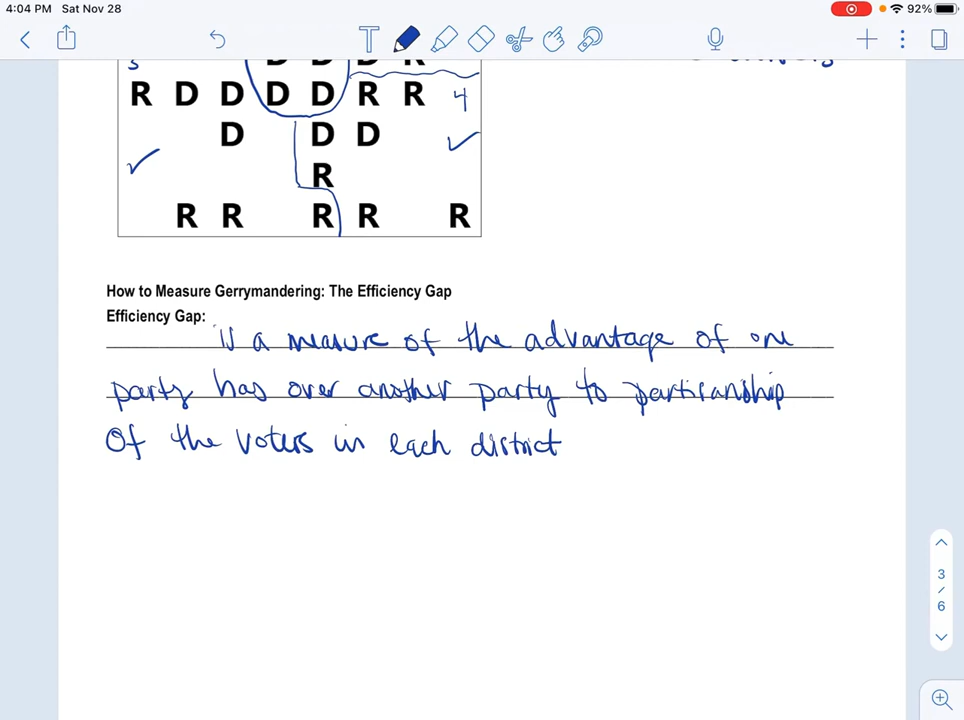 4:04 PM Sat Nov 28
92%
R D D D D R R 4
D D D
R
R R R R R
How to Measure Gerrymandering: The Efficiency Gap
Efficiency Gap:
is a measure of the advantage of one
party has over another party to partisanship
Of the voters in each district
3
/
6